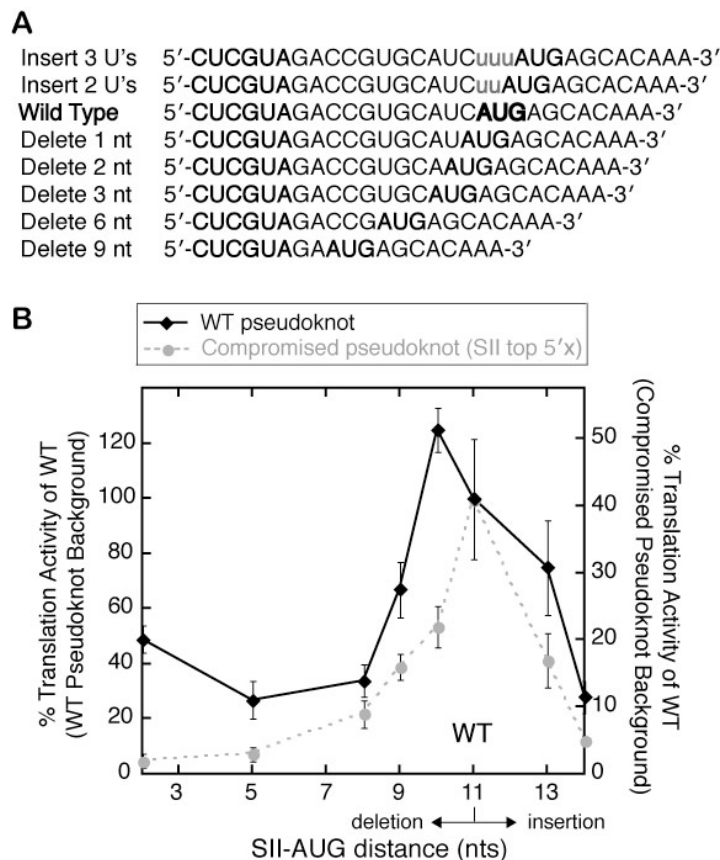 A
Insert 3 U's 5′-CUCGUAGACCGUGCAUCuuuAUGAGCACAAA-3′
Insert 2 U's 5′-CUCGUAGACCGUGCAUCuuAUGAGCACAAA-3′
Wild Type 5′-CUCGUAGACCGUGCAUCAUGAGCACAAA-3′
Delete 1 nt 5′-CUCGUAGACCGUGCAUAUGAGCACAAA-3′
Delete 2 nt 5′-CUCGUAGACCGUGCAAUGAGCACAAA-3′
Delete 3 nt 5′-CUCGUAGACCGUGCAUGAGCACAAA-3′
Delete 6 nt 5′-CUCGUAGACCGAUGAGCACAAA-3′
Delete 9 nt 5′-CUCGUAGAAUGAGCACAAA-3′
B
WT pseudoknot
Compromised pseudoknot (SII top 5′x)
% Translation Activity of WT
(WT Pseudoknot Background)
120
100
80
60
40
20
0
50
40
30
20
10
0
% Translation Activity of WT
(Compromised Pseudoknot Background)
WT
3 5 7 9 11 13
deletion insertion
SII-AUG distance (nts)